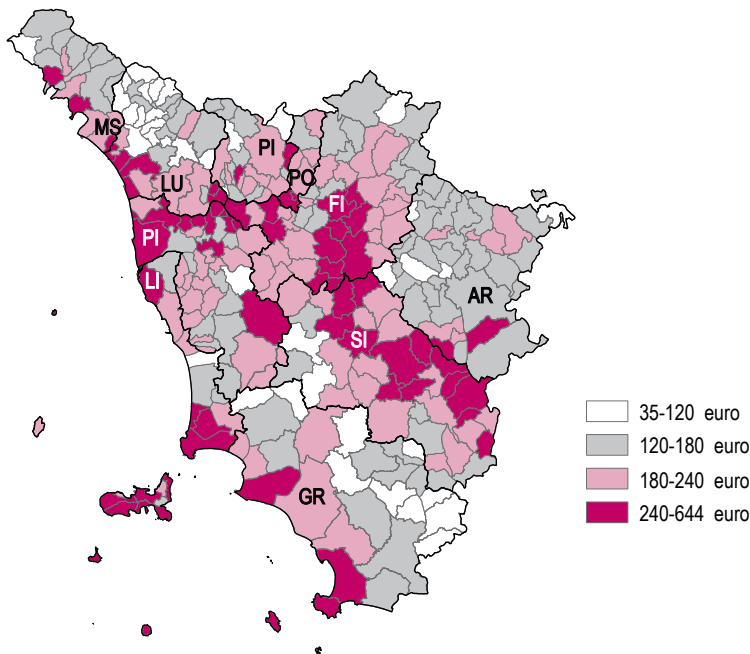 MS
PI
PO
LU
FI
PI
LI
AR
SI
GR
35-120 euro
120-180 euro
180-240 euro
240-644 euro